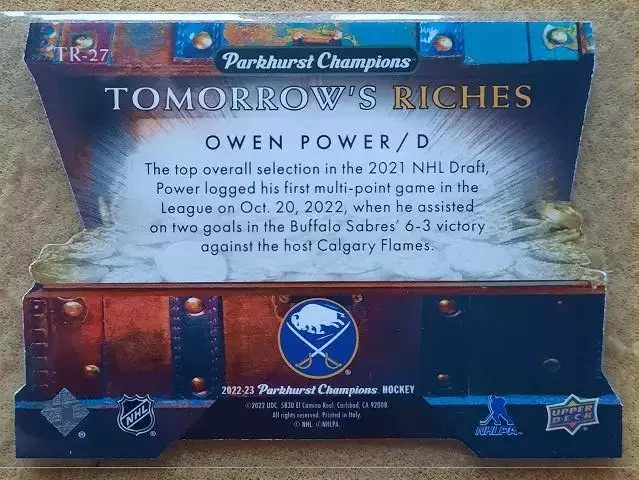 TR-27
Parkhurst Champions
TOMORROW'S RICHES
OWEN POWER/D
The top overall selection in the 2021 NHL Draft,
Power logged his first multi-point game in the
League on Oct. 20, 2022, when he assisted
on two goals in the Buffalo Sabres' 6-3 victory
against the host Calgary Flames.
2022-23 Parkhurst Champions HOCKEY
©2022 UDC. 5830 El Camino Real, Carlsbad, CA 92008.
All rights reserved. Printed in Italy.
© NHL. ©NHLPA.
NHL
NHLPA
UPPER
DECK